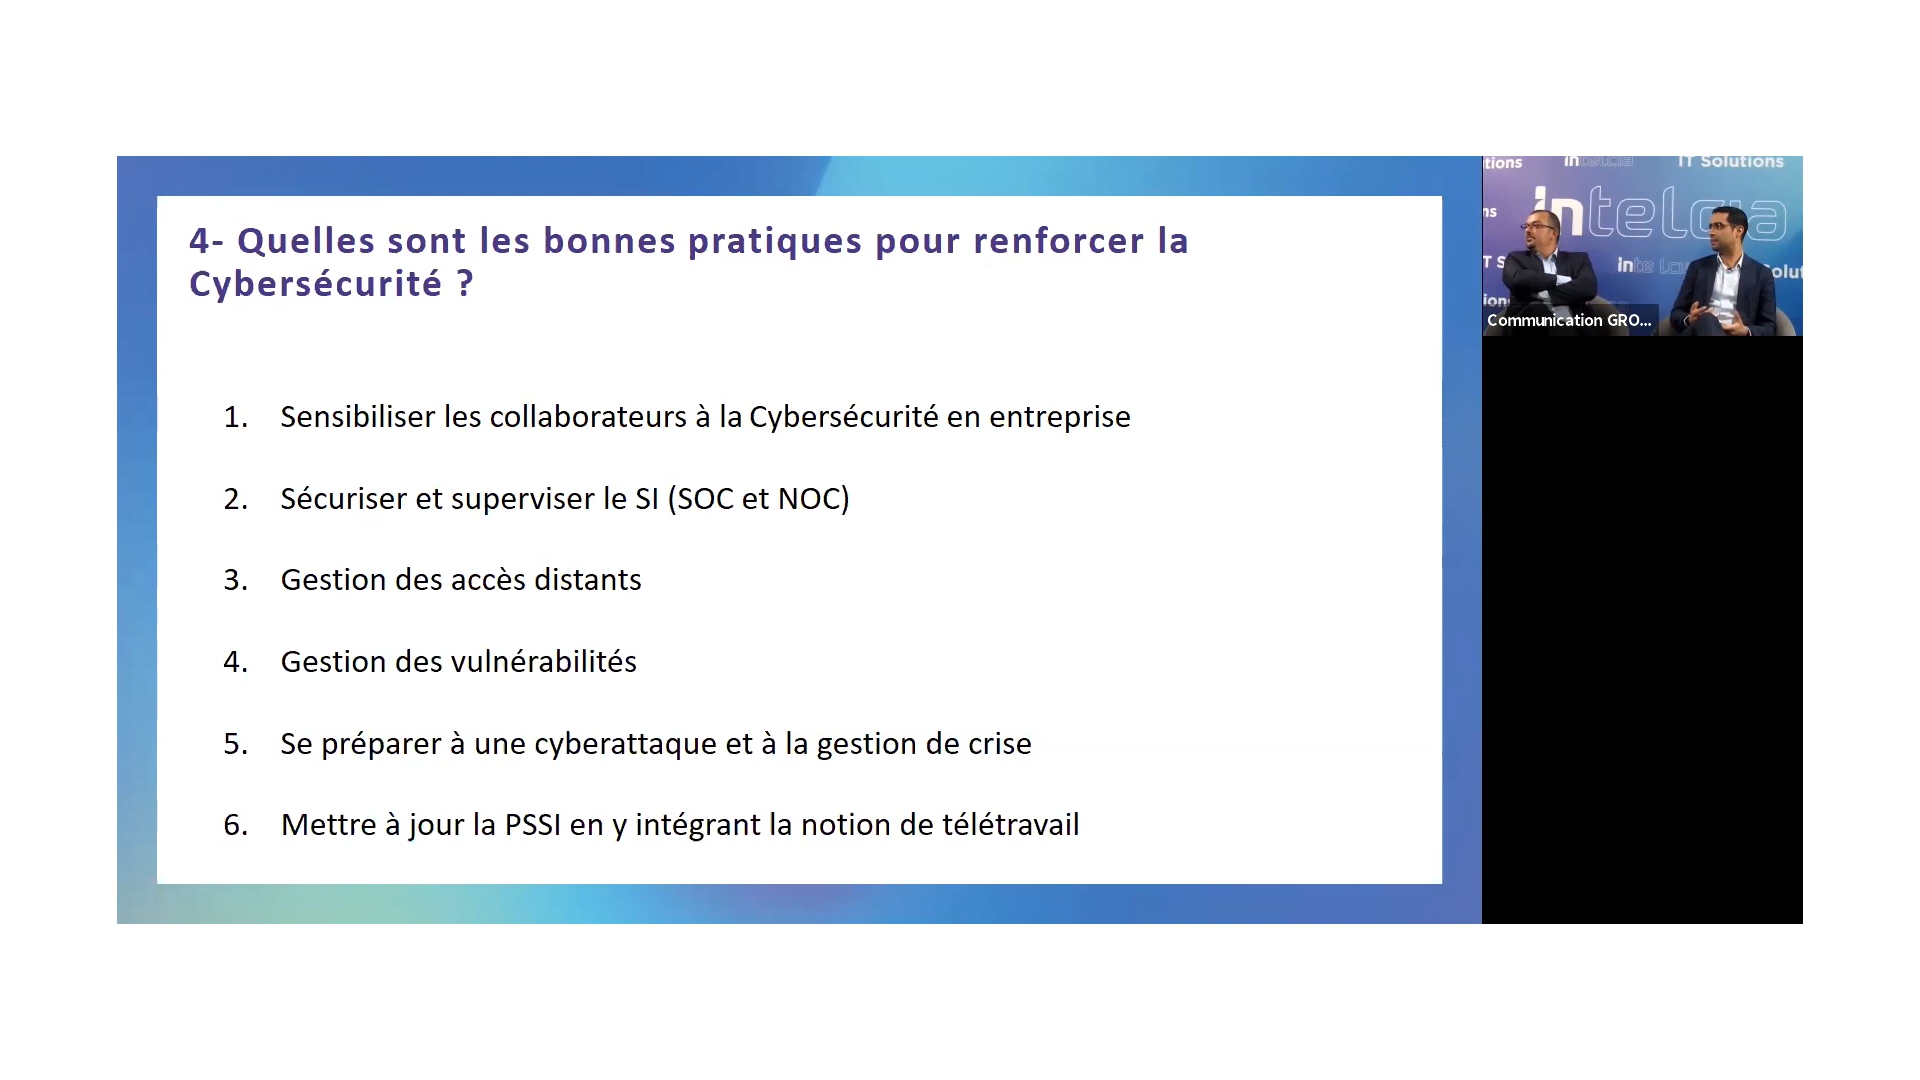 4- Quelles sont les bonnes pratiques pour renforcer la
Cybersécurité ?
1. Sensibiliser les collaborateurs à la Cybersécurité en entreprise
2. Sécuriser et superviser le SI (SOC et NOC)
3. Gestion des accès distants
4. Gestion des vulnérabilités
5. Se préparer à une cyberattaque et à la gestion de crise
6. Mettre à jour la PSSI en y intégrant la notion de télétravail
intelcia IT Solutions
intelcia
intelcia
Communication GRO...